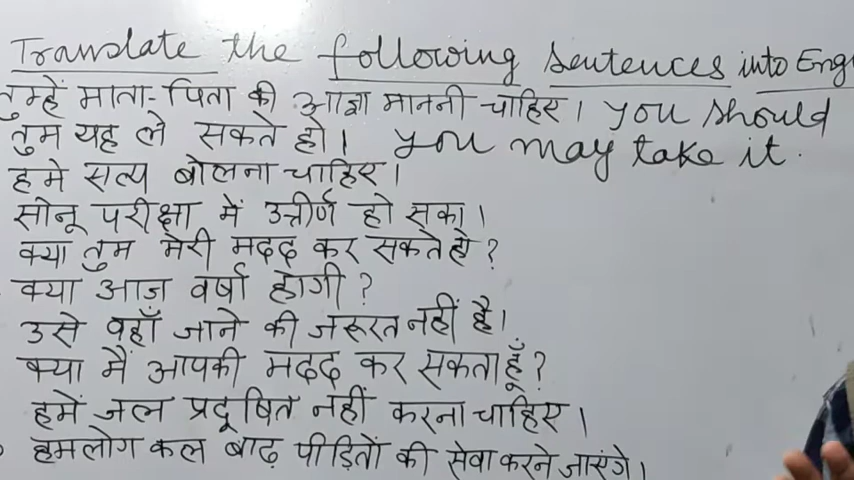 Translate the following sentences into Eng
तुम्हें माता-पिता की आज्ञा माननी चाहिए। you should
तुम यह ले सकते हो। you may take it.
हमे सत्य बोलना चाहिए।
सोनू परीक्षा में उत्तीर्ण हो सका।
क्या तुम मेरी मदद कर सकते हो?
क्या आज वर्षा होगी?
उसे वहाँ जाने की जरूरत नहीं है।
क्या मैं आपकी मदद कर सकता हूँ?
हमें जल प्रदूषित नहीं करना चाहिए।
हमलोग कल बाढ़ पीड़ितों की सेवा करने जाएंगे।